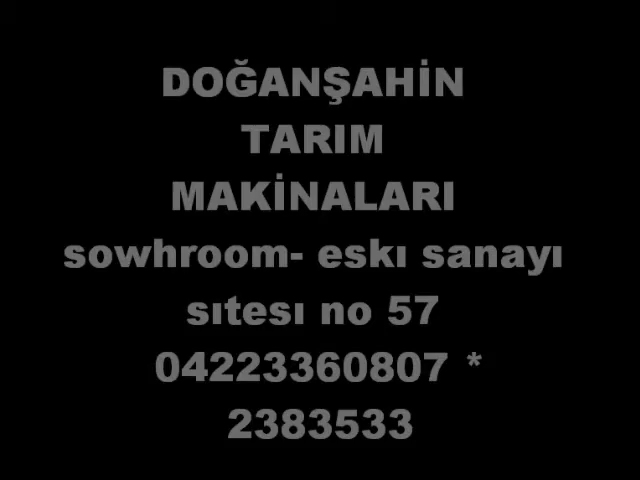 DOĞANŞAHİN
TARIM
MAKİNALARI
sowhroom- eskı sanayı
sıtesı no 57
04223360807 *
2383533